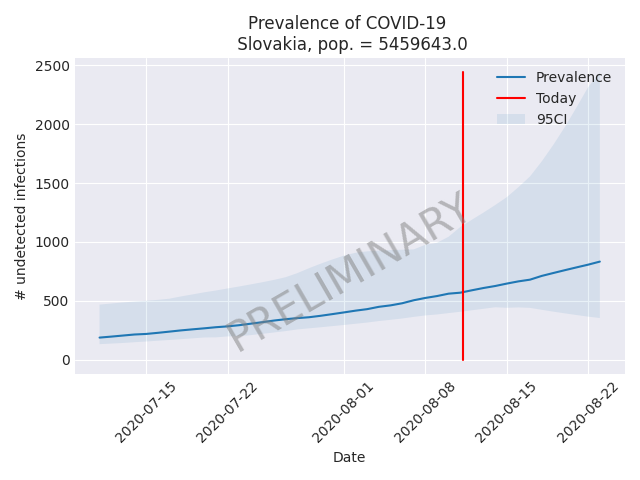 Prevalence of COVID-19
Slovakia, pop. = 5459643.0
2500
2000
1500
1000
500
0
# undetected infections
Prevalence
Today
95CI
PRELIMINARY
2020-07-15
2020-07-22
2020-08-01
2020-08-08
2020-08-15
2020-08-22
Date